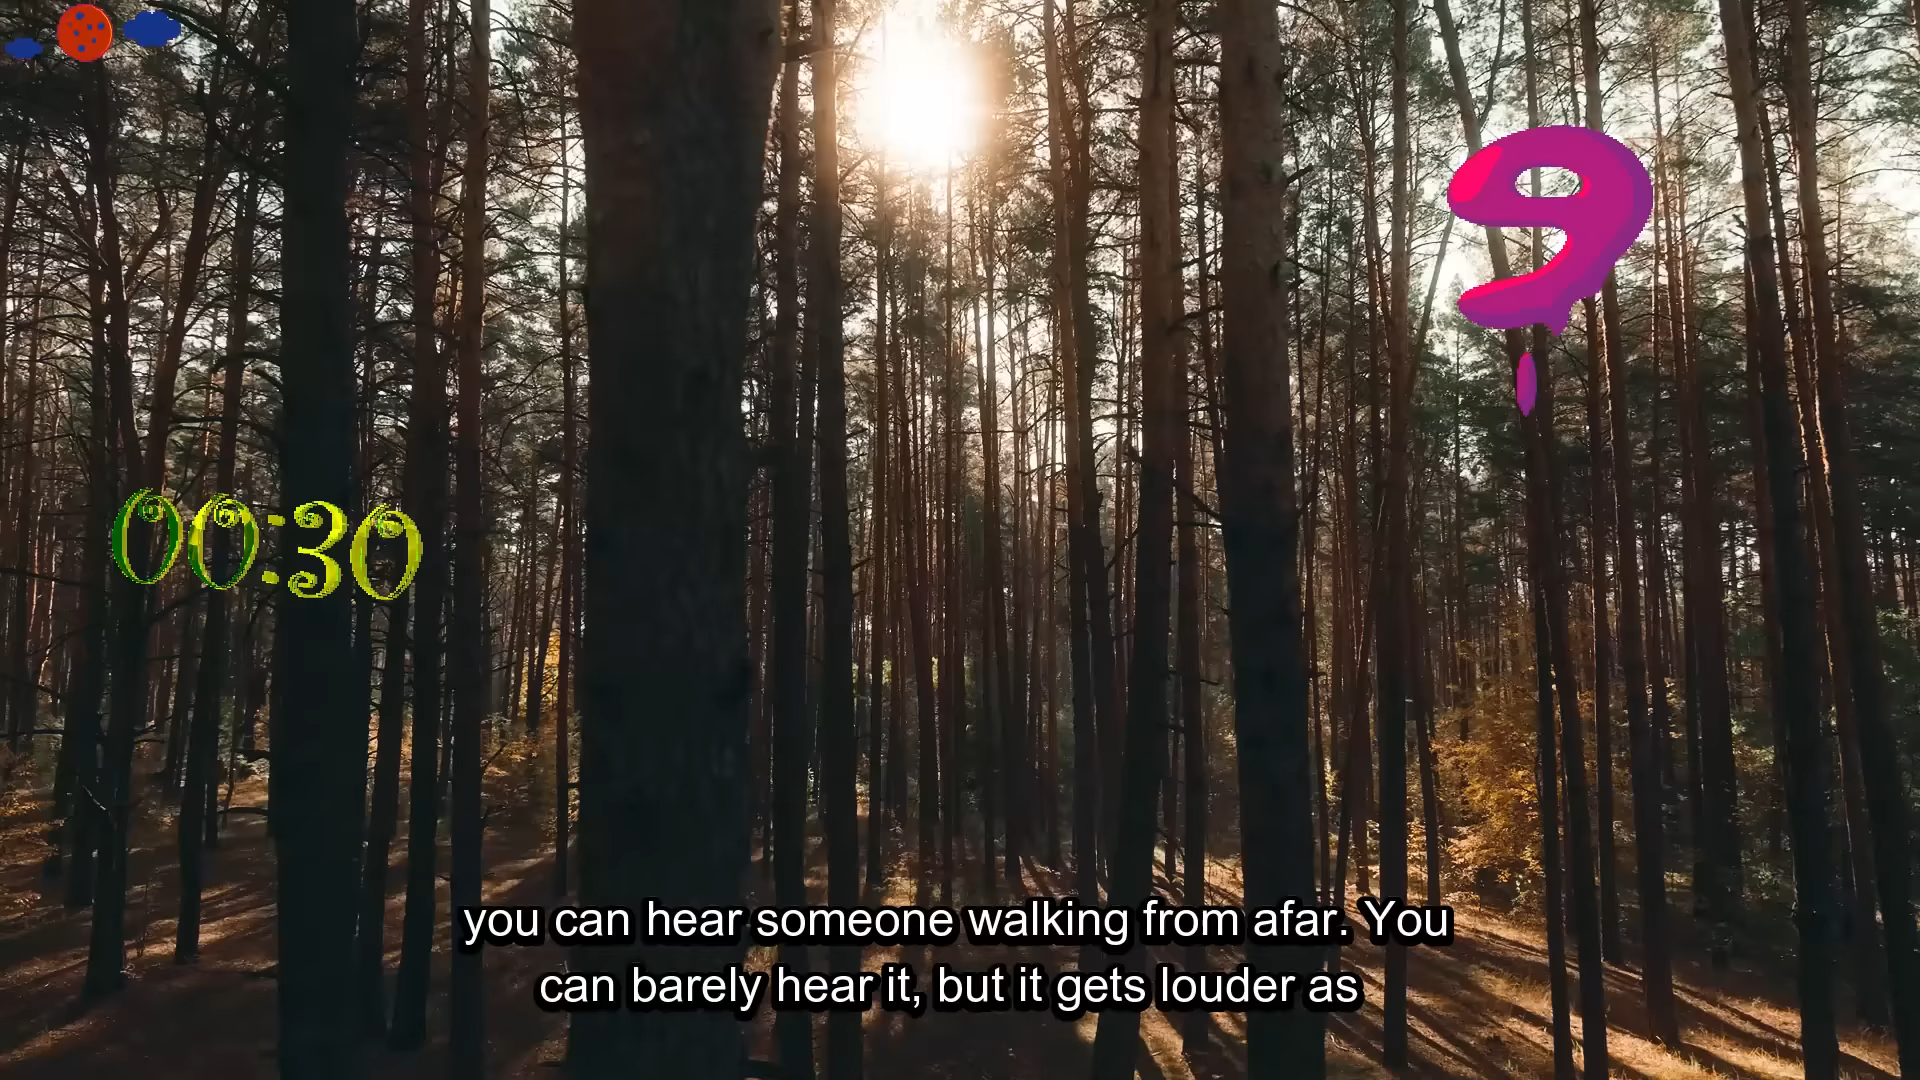 00:30
you can hear someone walking from afar. You
can barely hear it, but it gets louder as